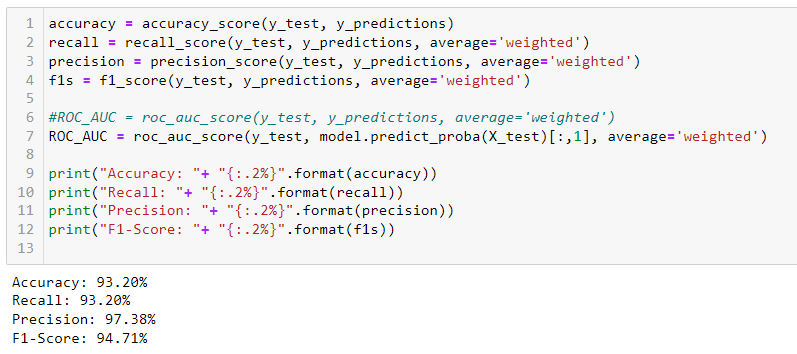 1 accuracy = accuracy_score(y_test, y_predictions)
2 recall = recall_score(y_test, y_predictions, average='weighted')
3 precision = precision_score(y_test, y_predictions, average='weighted')
4 f1s = f1_score(y_test, y_predictions, average='weighted')
5
6 #ROC_AUC = roc_auc_score(y_test, y_predictions, average='weighted')
7 ROC_AUC = roc_auc_score(y_test, model.predict_proba(X_test)[:,1], average='weighted')
8
9 print("Accuracy: "+ "{:.2%}".format(accuracy))
10 print("Recall: "+ "{:.2%}".format(recall))
11 print("Precision: "+ "{:.2%}".format(precision))
12 print("F1-Score: "+ "{:.2%}".format(f1s))
13
Accuracy: 93.20%
Recall: 93.20%
Precision: 97.38%
F1-Score: 94.71%